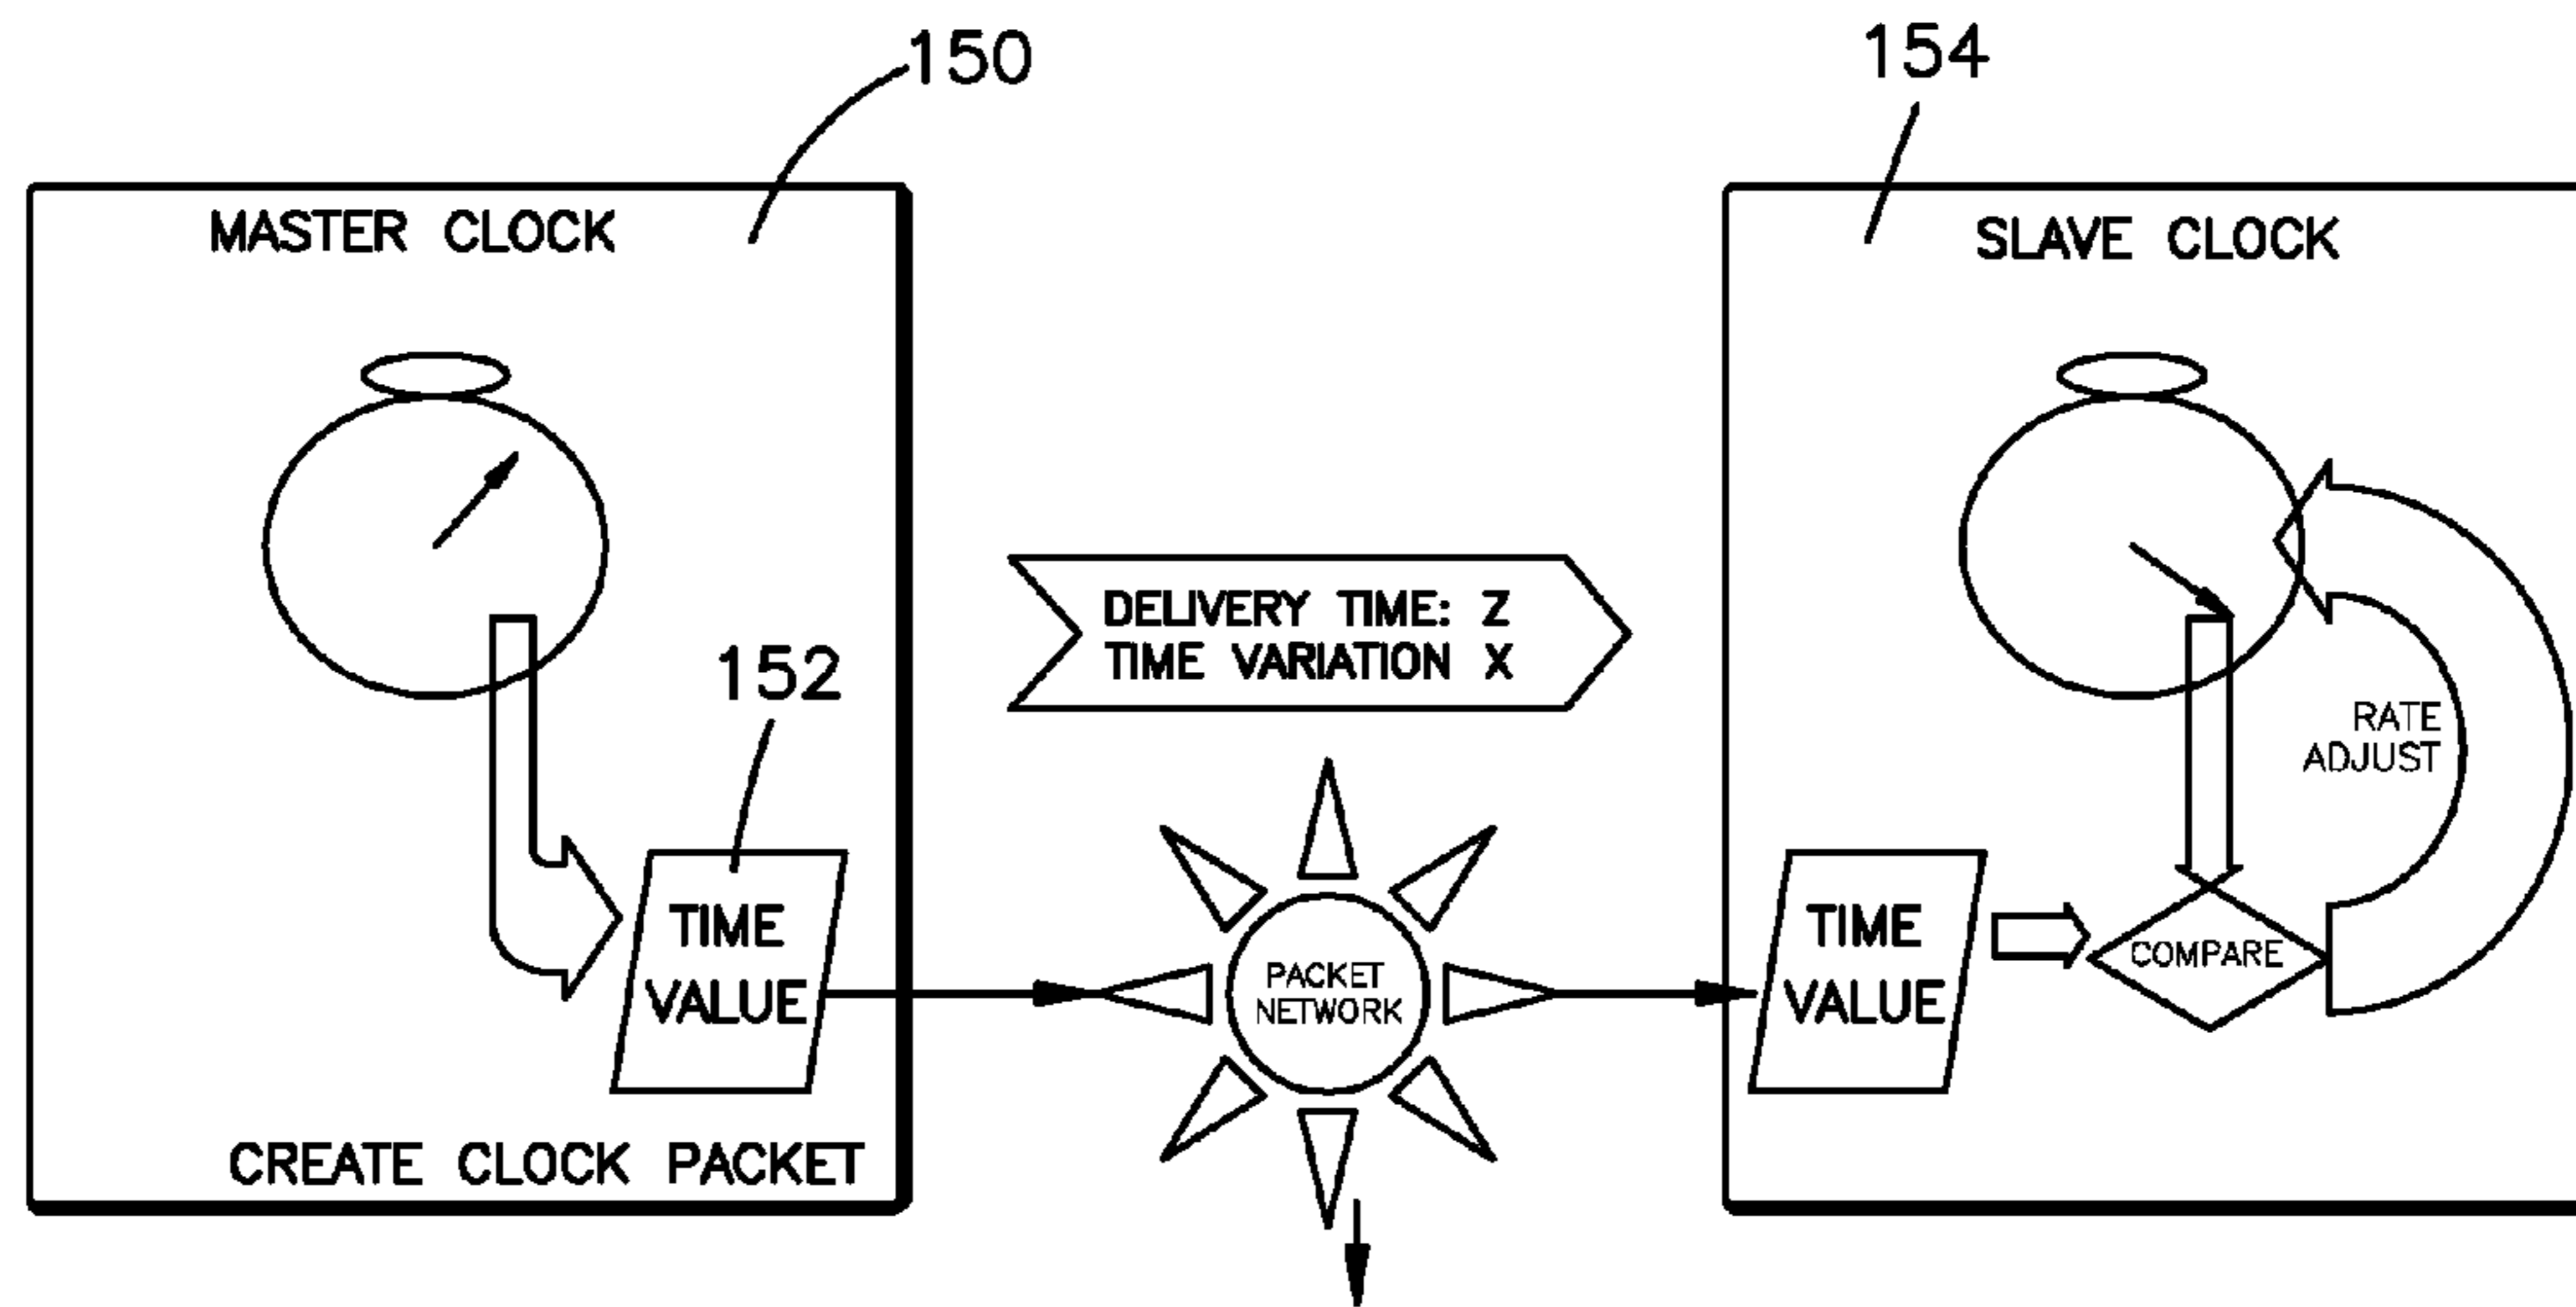 150
154
MASTER CLOCK
SLAVE CLOCK
DELIVERY TIME: Z
TIME VARIATION X
152
RATE
ADJUST
TIME
VALUE
PACKET
NETWORK
TIME
VALUE
COMPARE
CREATE CLOCK PACKET